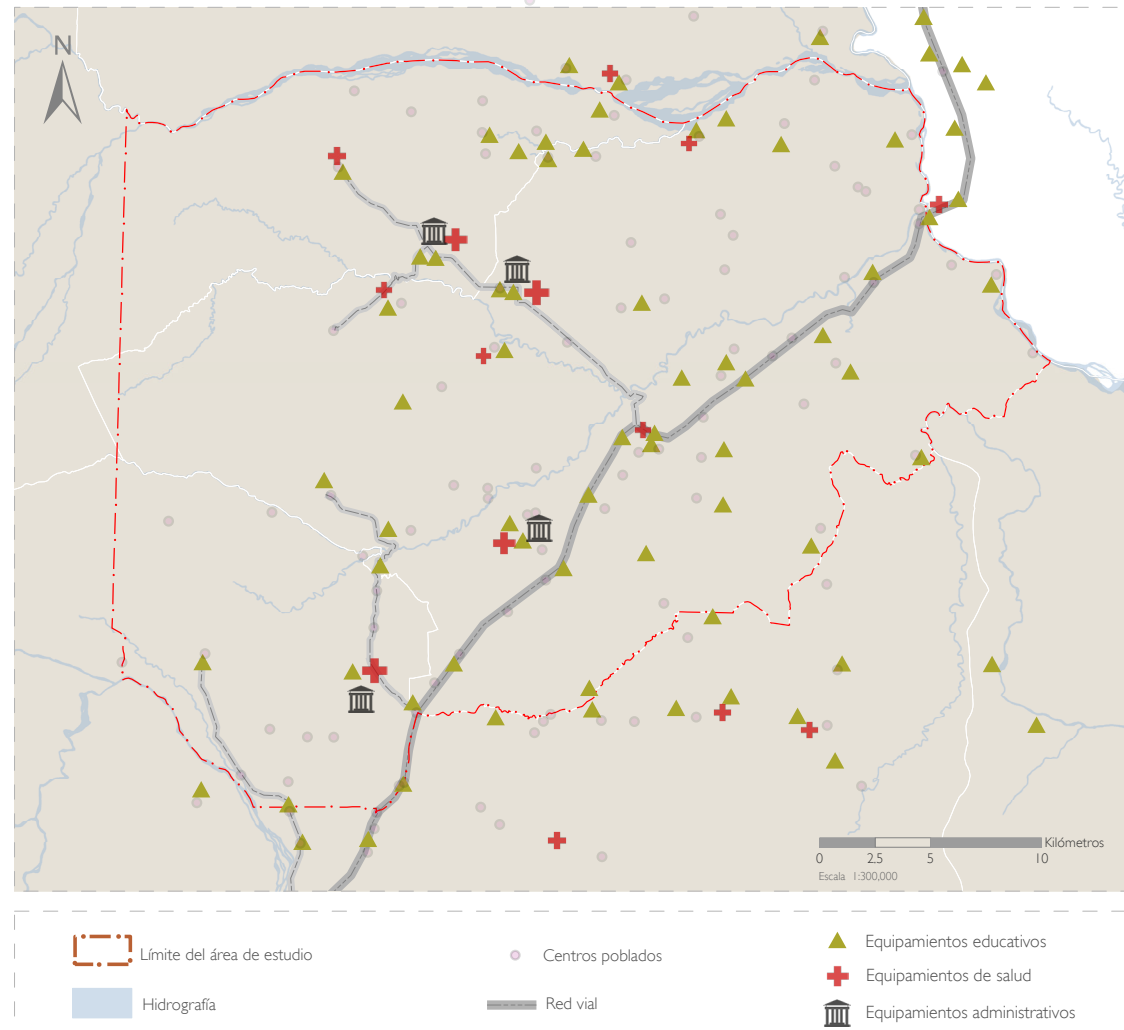 N
Kilómetros
0 2.5 5 10
Escala 1:300,000
Límite del área de estudio
Hidrografía
Centros poblados
Red vial
Equipamientos educativos
Equipamientos de salud
Equipamientos administrativos